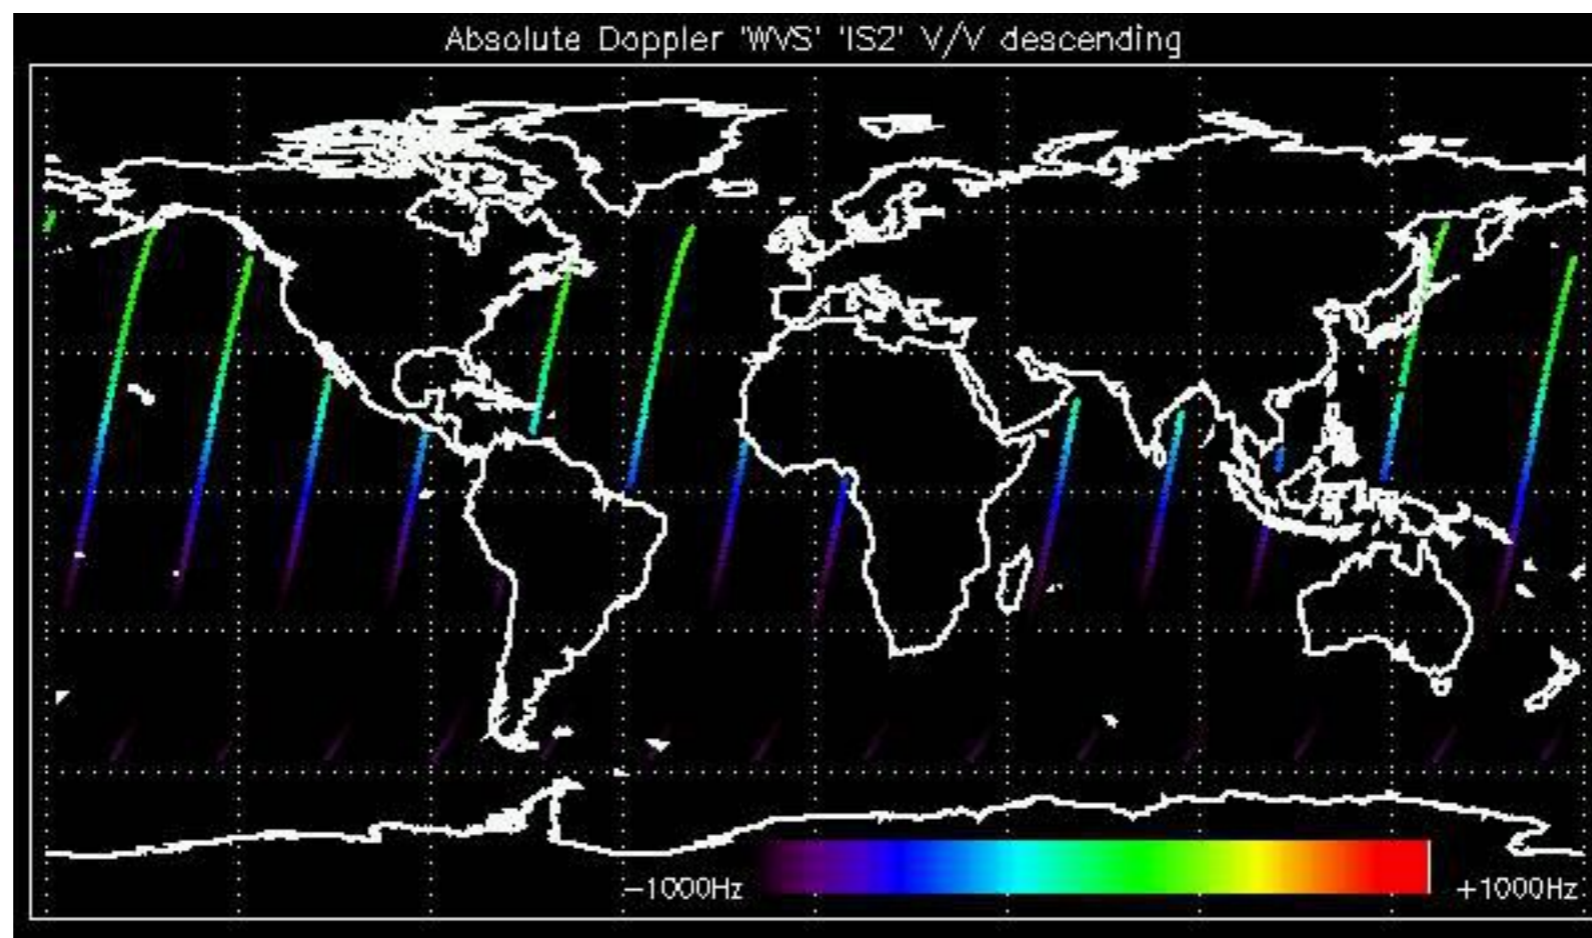 Absolute Doppler 'WVS' 'IS2' V/V descending
−1000Hz
+1000Hz